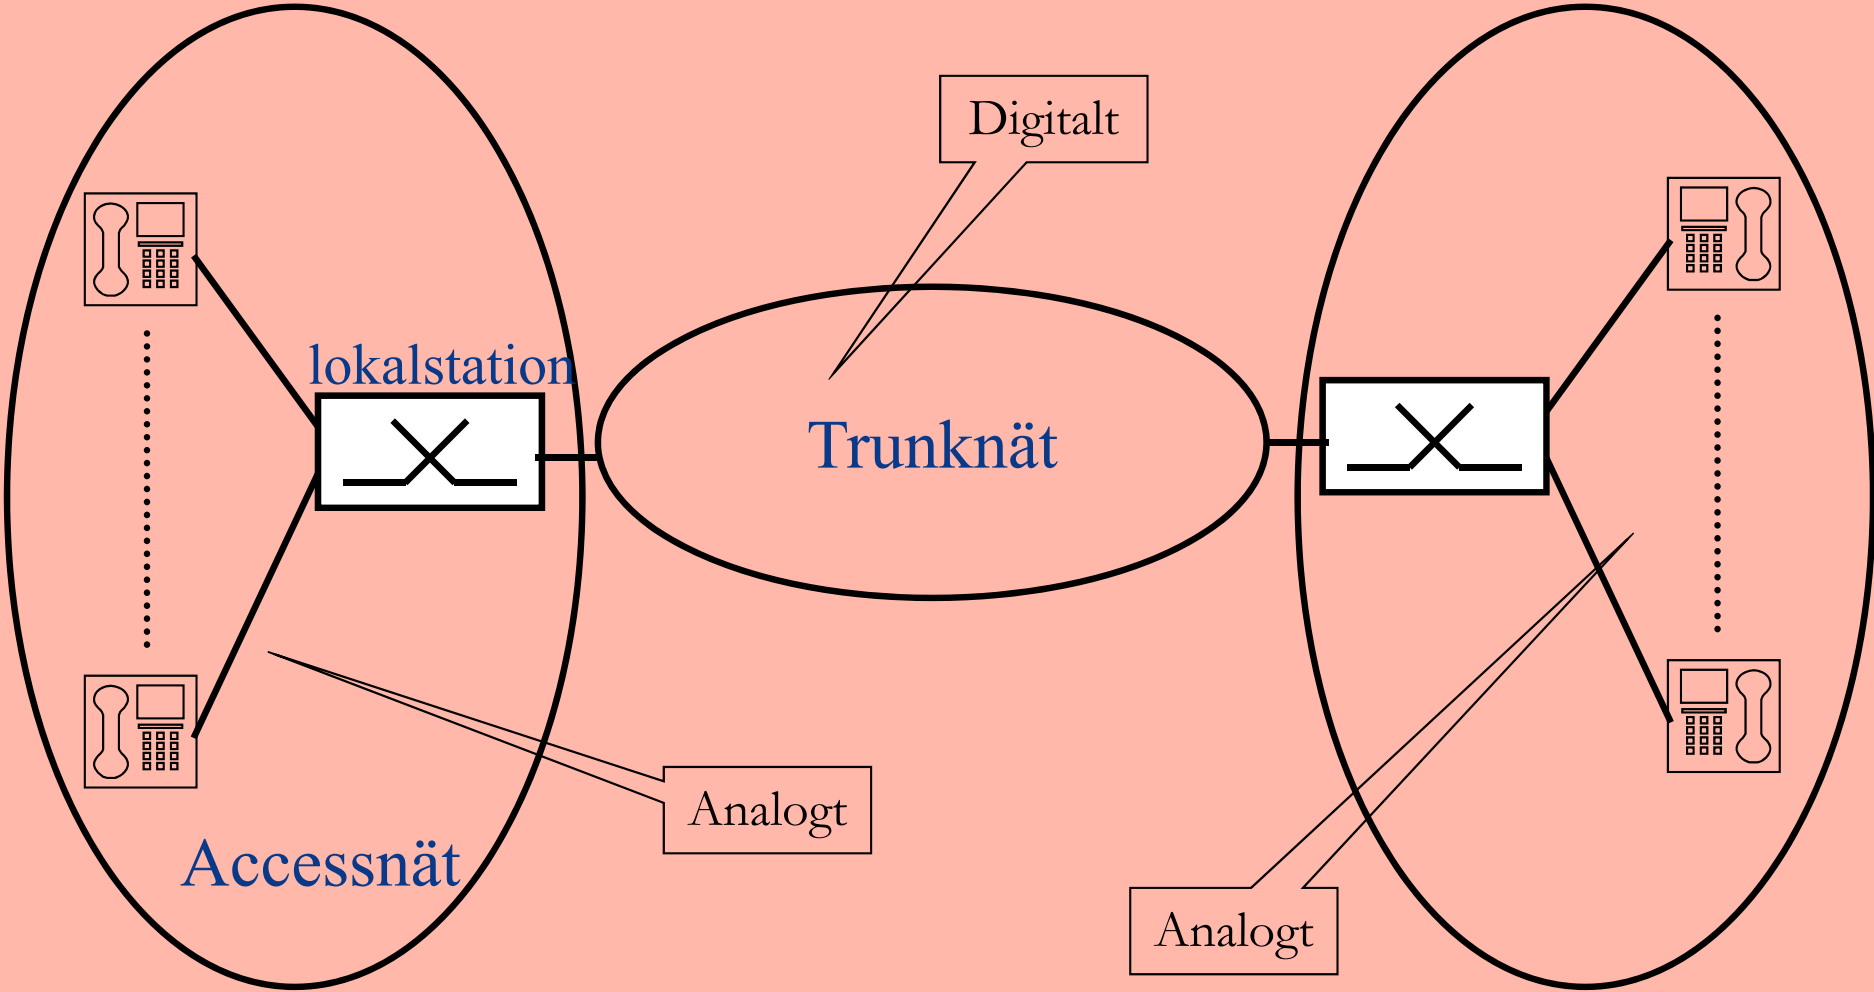 Digitalt
lokalstation
Trunknät
Analogt
Accessnät
Analogt